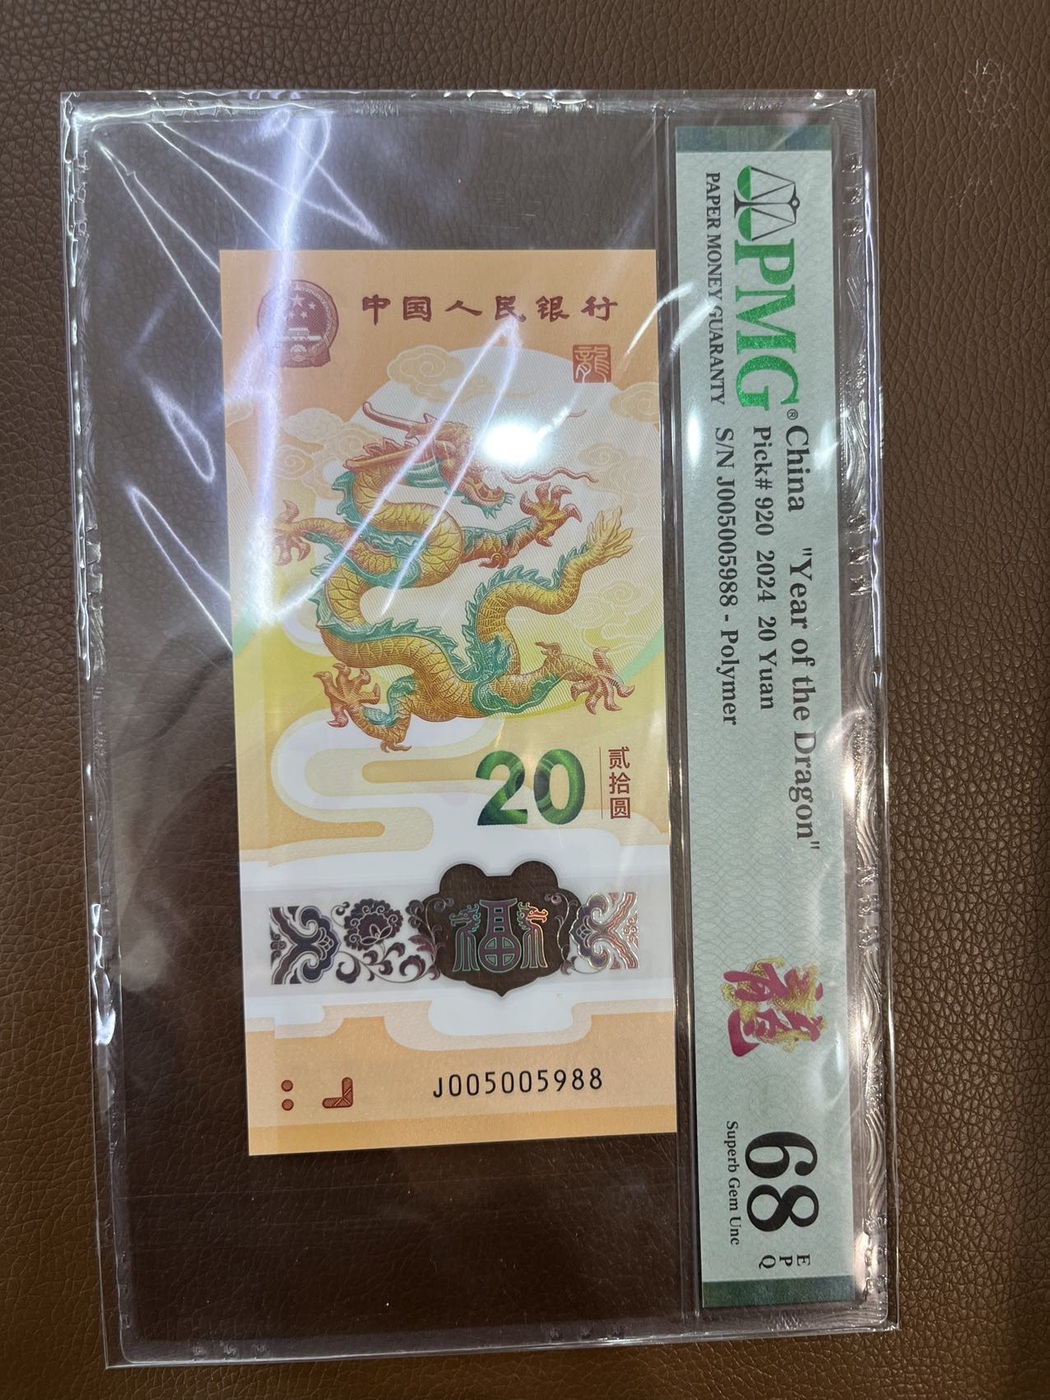 中国人民银行
龍
20
贰拾圆
福
J005005988
PMG®
PAPER MONEY GUARANTY
China "Year of the Dragon"
Pick# 920 2024 20 Yuan
S/N J005005988 - Polymer
68 EPQ
Superb Gem Unc